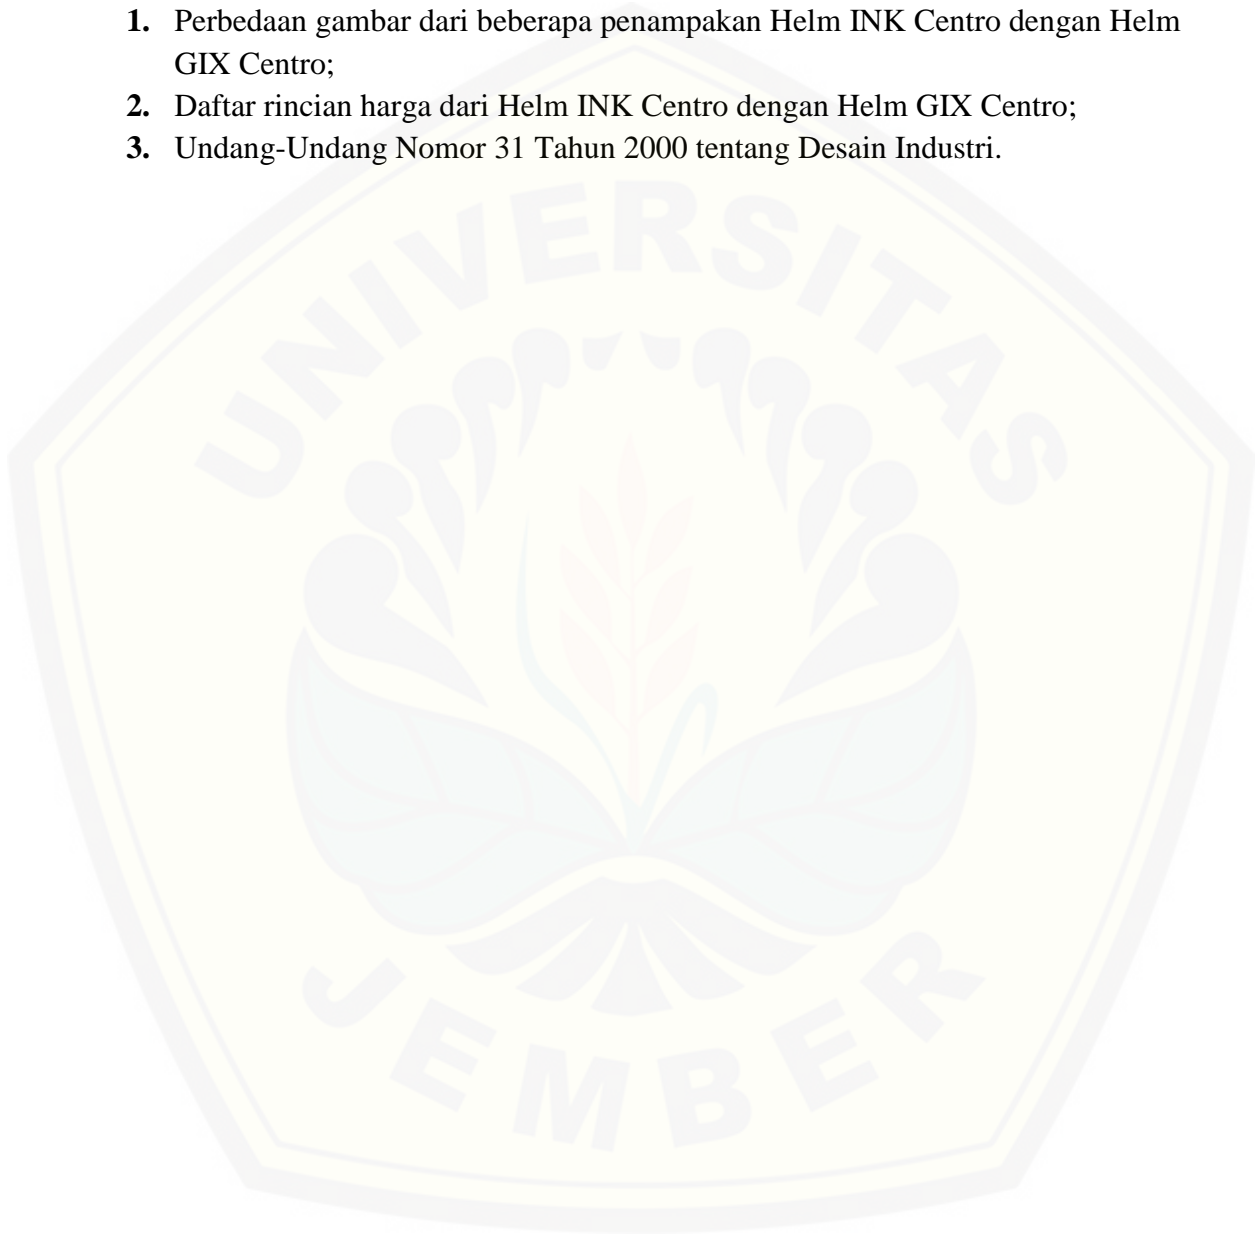 1. Perbedaan gambar dari beberapa penampakan Helm INK Centro dengan Helm
GIX Centro;
2. Daftar rincian harga dari Helm INK Centro dengan Helm GIX Centro;
3. Undang-Undang Nomor 31 Tahun 2000 tentang Desain Industri.
UNIVERSITAS
JEMBER